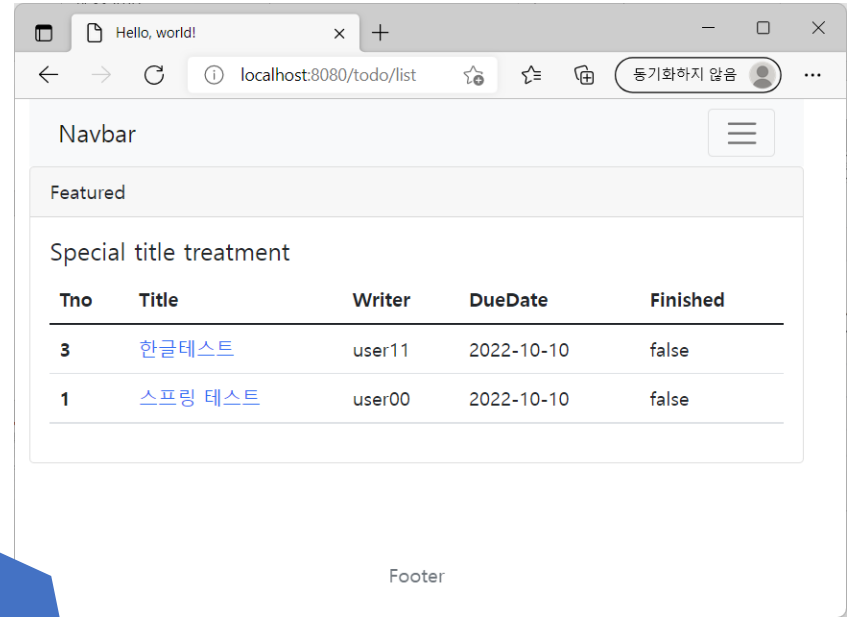 Hello, world!
localhost:8080/todo/list
동기화하지 않음
Navbar
Featured
Special title treatment
Tno Title Writer DueDate Finished
3 한글테스트 user11 2022-10-10 false
1 스프링 테스트 user00 2022-10-10 false
Footer